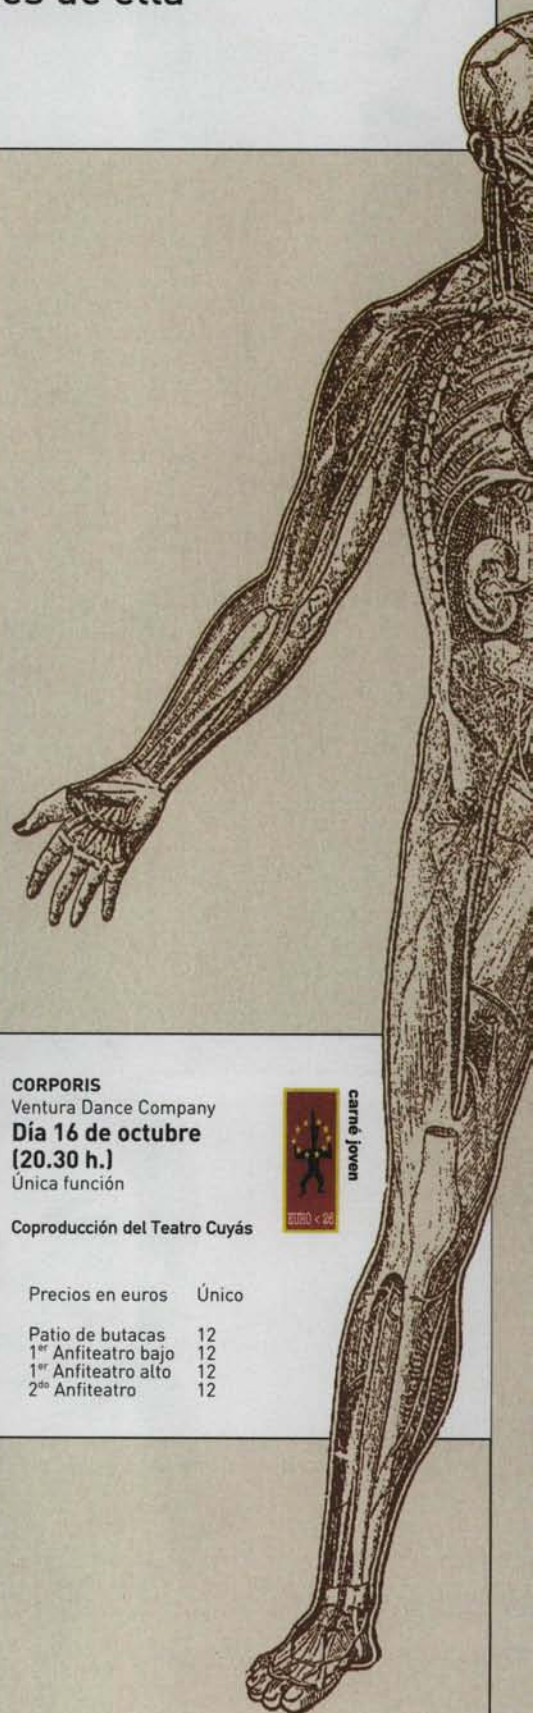 de ella
CORPORIS
Ventura Dance Company
Día 16 de octubre
(20.30 h.)
Única función
Coproducción del Teatro Cuyás
carné joven
EURO < 26
Precios en euros Único
Patio de butacas 12
1er Anfiteatro bajo 12
1er Anfiteatro alto 12
2do Anfiteatro 12